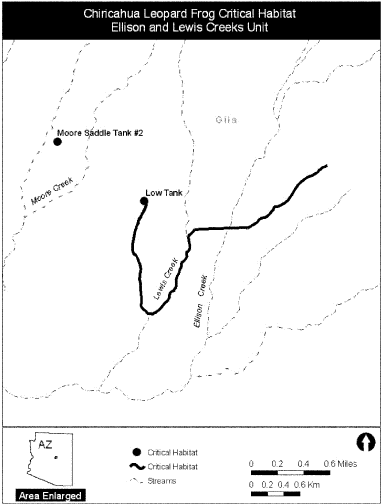 Chiricahua Leopard Frog Critical Habitat
Ellison and Lewis Creeks Unit
Gila
Moore Saddle Tank #2
Moore Creek
Low Tank
Lewis Creek
Ellison Creek
AZ
Area Enlarged
Critical Habitat
Critical Habitat
Streams
0 0.2 0.4 0.6 Miles
0 0.2 0.4 0.6 Km